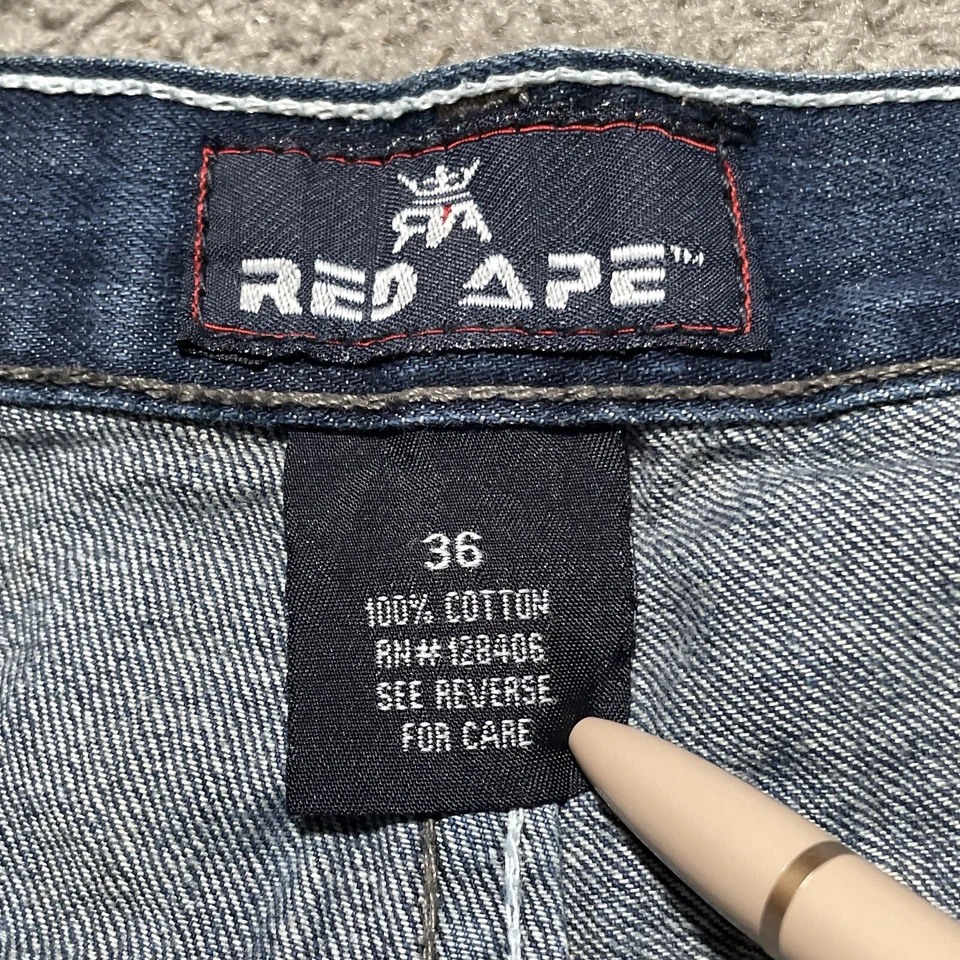 RA
RED APE™
36
100% COTTON
RN#128406
SEE REVERSE
FOR CARE